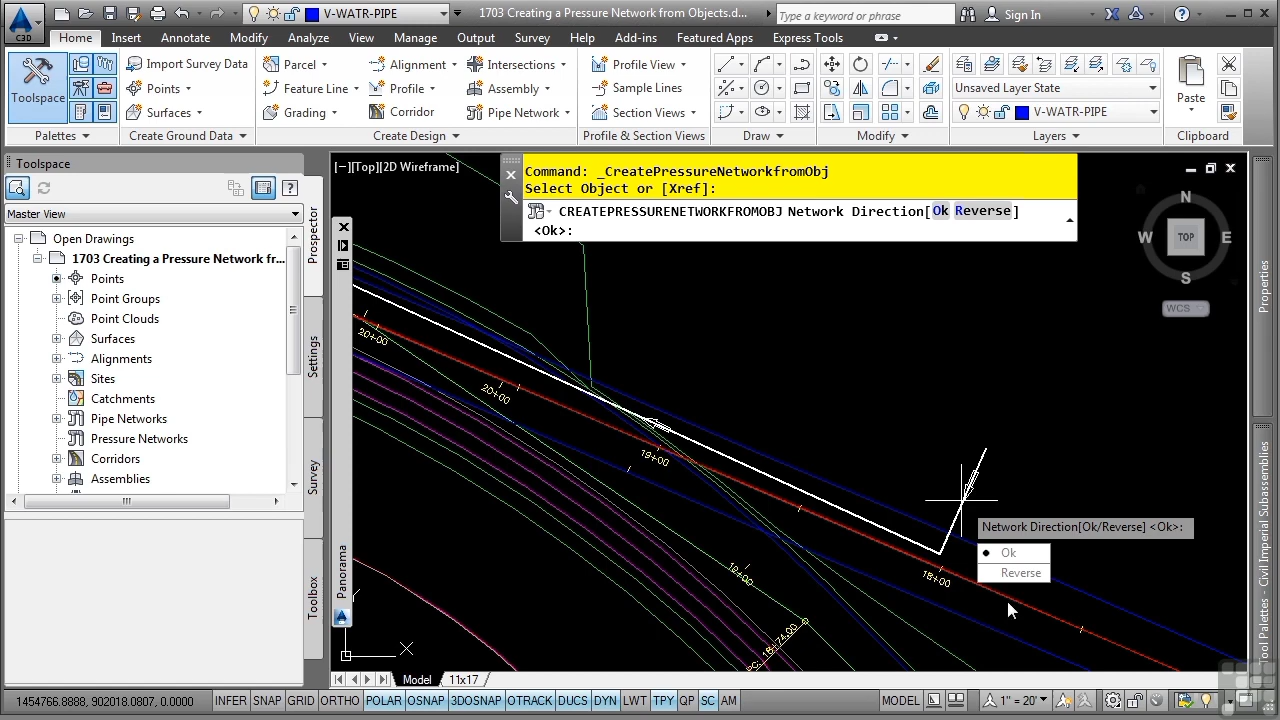 V-WATR-PIPE
1703 Creating a Pressure Network from Objects.d...
Type a keyword or phrase
Sign In
C3D
Home Insert Annotate Modify Analyze View Manage Output Survey Help Add-ins Featured Apps Express Tools
Toolspace
Import Survey Data
Points
Surfaces
Parcel
Feature Line
Grading
Alignment
Profile
Corridor
Intersections
Assembly
Pipe Network
Profile View
Sample Lines
Section Views
Unsaved Layer State
V-WATR-PIPE
Paste
Palettes
Create Ground Data
Create Design
Profile & Section Views
Draw
Modify
Layers
Clipboard
Toolspace
Master View
Open Drawings
1703 Creating a Pressure Network fr...
Points
Point Groups
Point Clouds
Surfaces
Alignments
Sites
Catchments
Pipe Networks
Pressure Networks
Corridors
Assemblies
Prospector
Settings
Survey
Toolbox
Panorama
[−][Top][2D Wireframe]
Command: _CreatePressureNetworkfromObj
Select Object or [Xref]:
CREATEPRESSURENETWORKFROMOBJ Network Direction[Ok Reverse]
<Ok>:
N
W TOP E
S
WCS
20+00
20+00
19+00
19+00
18+00
PC: 18+74.00
Network Direction[Ok/Reverse] <Ok>:
Ok
Reverse
Properties
Tool Palettes - Civil Imperial Subassemblies
X
Model 11x17
1454766.8888, 902018.0807, 0.0000
INFER SNAP GRID ORTHO POLAR OSNAP 3DOSNAP OTRACK DUCS DYN LWT TPY QP SC AM
MODEL
1" = 20'